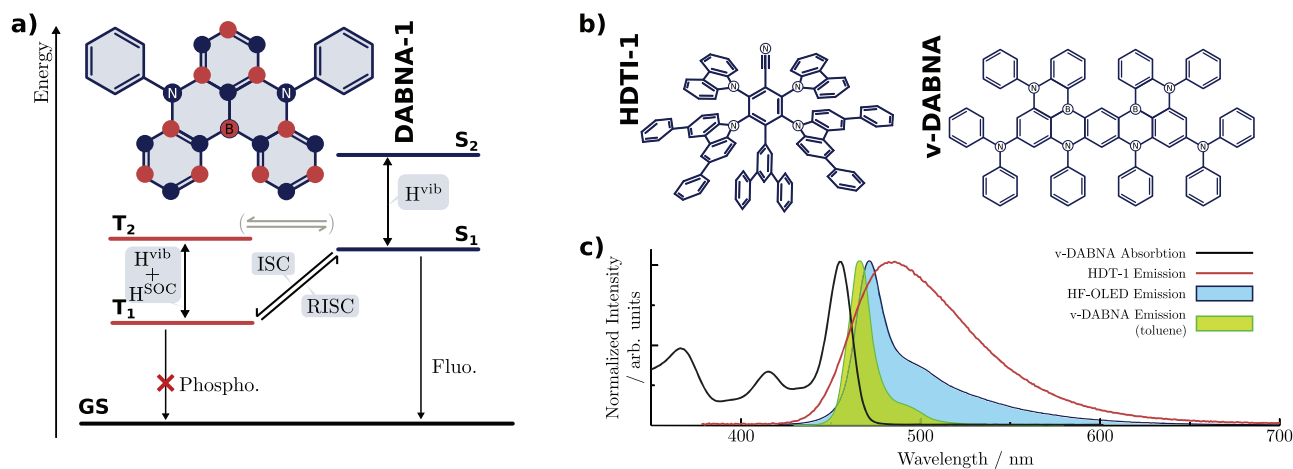 a)
Energy
DABNA-1
N
N
B
S2
Hvib
T2
S1
Hvib
+
HSOC
ISC
RISC
T1
Phospho.
Fluo.
GS
b)
HDTI-1
N
N
N
N
N
ν-DABNA
N
N
B
B
N
N
N
N
c)
Normalized Intensity
/ arb. units
v-DABNA Absorbtion
HDT-1 Emission
HF-OLED Emission
v-DABNA Emission
(toluene)
400
500
600
700
Wavelength / nm